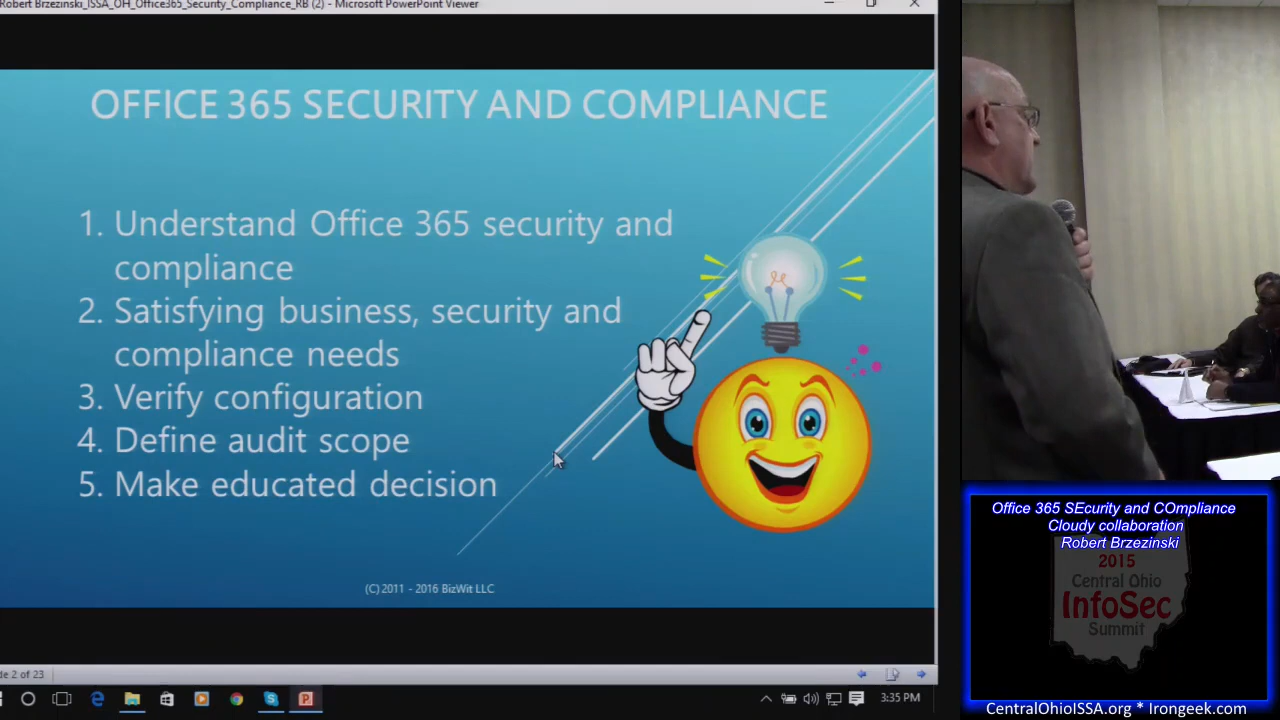 Robert Brzezinski_ISSA_OH_Office365_Security_Compliance_RB (2) - Microsoft PowerPoint Viewer
OFFICE 365 SECURITY AND COMPLIANCE
1. Understand Office 365 security and
compliance
2. Satisfying business, security and
compliance needs
3. Verify configuration
4. Define audit scope
5. Make educated decision
(C) 2011 - 2016 BizWit LLC
de 2 of 23
3:35 PM
Office 365 SEcurity and COmpliance
Cloudy collaboration
Robert Brzezinski
2015
Central Ohio
InfoSec
Summit
CentralOhioISSA.org * Irongeek.com